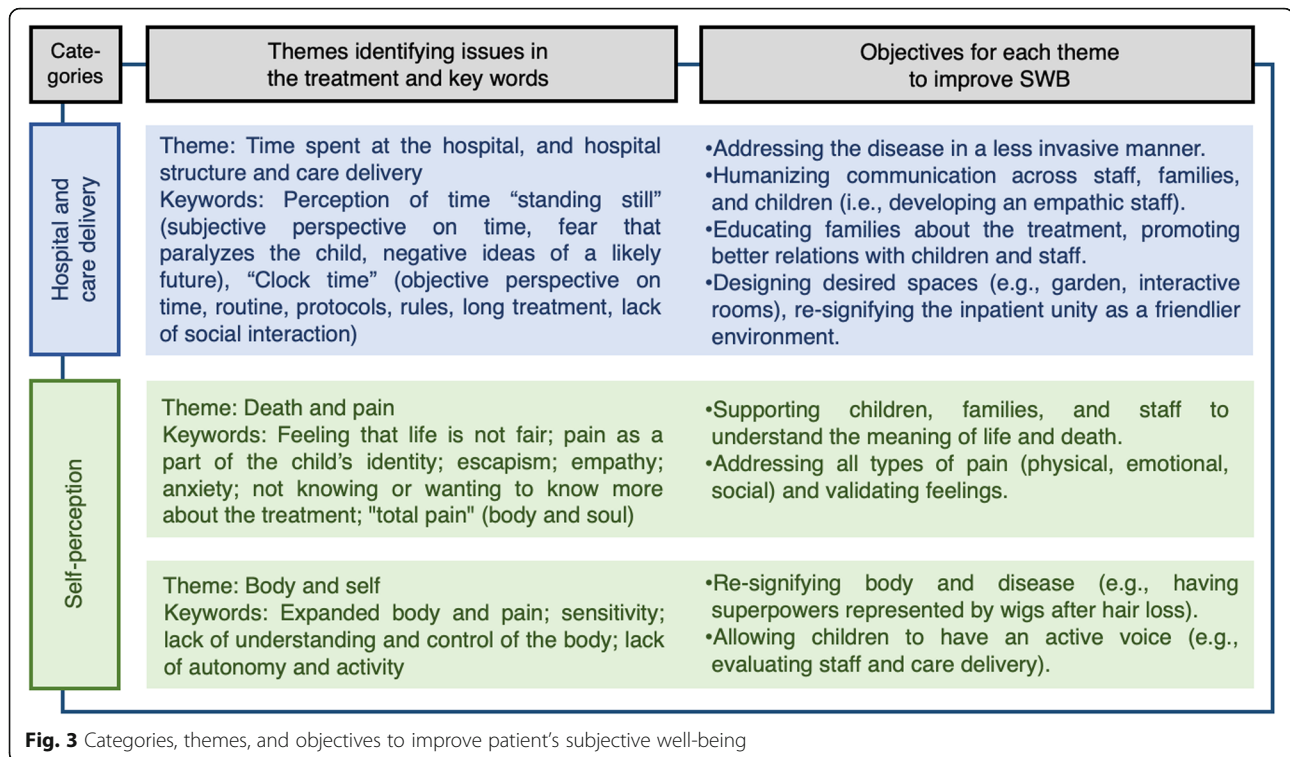 Cate-
gories
Themes identifying issues in
the treatment and key words
Objectives for each theme
to improve SWB
Hospital and
care delivery
Theme: Time spent at the hospital, and hospital
structure and care delivery
Keywords: Perception of time “standing still”
(subjective perspective on time, fear that
paralyzes the child, negative ideas of a likely
future), “Clock time” (objective perspective on
time, routine, protocols, rules, long treatment, lack
of social interaction)
•Addressing the disease in a less invasive manner.
•Humanizing communication across staff, families,
and children (i.e., developing an empathic staff).
•Educating families about the treatment, promoting
better relations with children and staff.
•Designing desired spaces (e.g., garden, interactive
rooms), re-signifying the inpatient unity as a friendlier
environment.
Self-perception
Theme: Death and pain
Keywords: Feeling that life is not fair; pain as a
part of the child’s identity; escapism; empathy;
anxiety; not knowing or wanting to know more
about the treatment; "total pain" (body and soul)
•Supporting children, families, and staff to
understand the meaning of life and death.
•Addressing all types of pain (physical, emotional,
social) and validating feelings.
Theme: Body and self
Keywords: Expanded body and pain; sensitivity;
lack of understanding and control of the body; lack
of autonomy and activity
•Re-signifying body and disease (e.g., having
superpowers represented by wigs after hair loss).
•Allowing children to have an active voice (e.g.,
evaluating staff and care delivery).
Fig. 3 Categories, themes, and objectives to improve patient’s subjective well-being